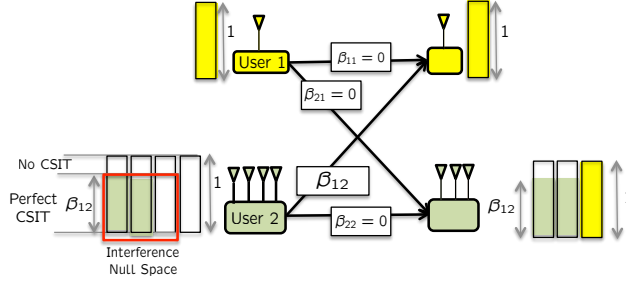 1
User 1
β11 = 0
1
β21 = 0
No CSIT
Perfect
CSIT
β12
1
User 2
β12
β22 = 0
β12
Interference
Null Space